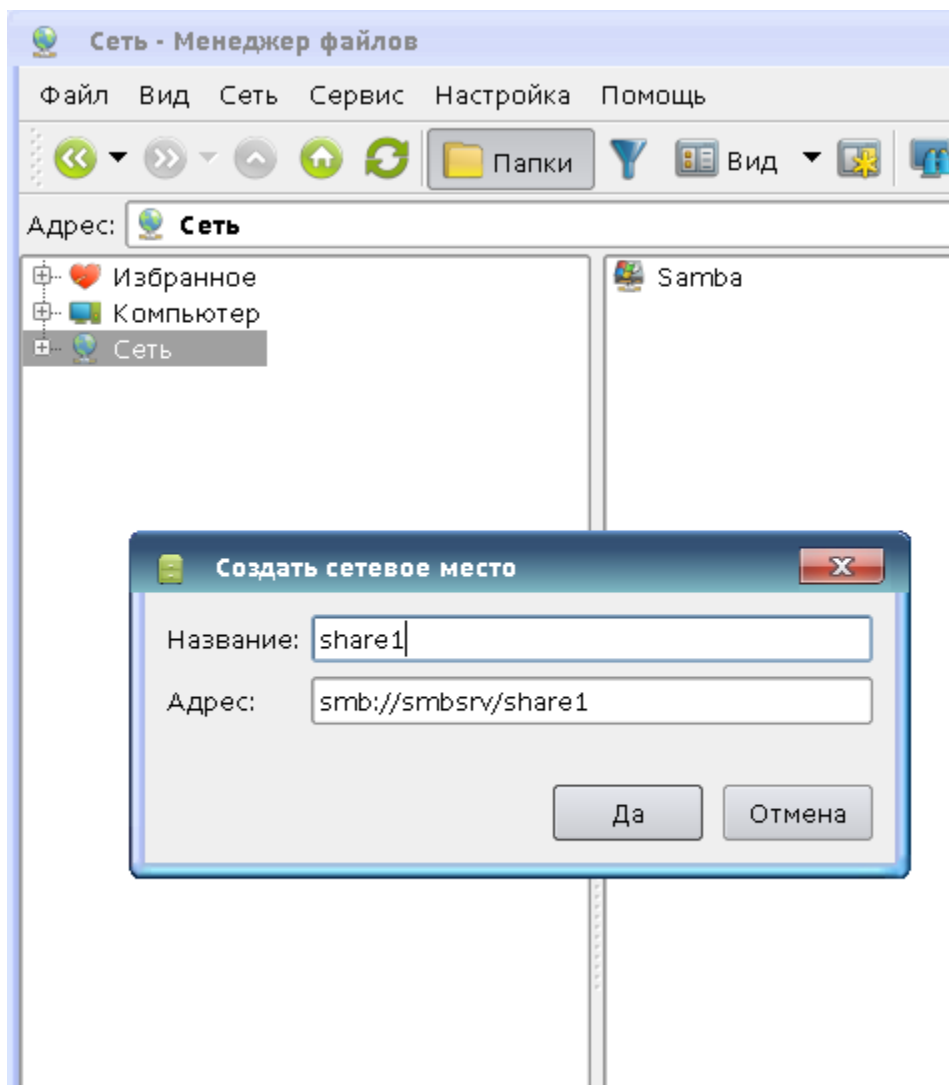 Сеть - Менеджер файлов
Файл Вид Сеть Сервис Настройка Помощь
Папки Вид
Адрес: Сеть
Избранное
Компьютер
Сеть
Samba
Создать сетевое место
Название: share1
Адрес: smb://smbsrv/share1
Да Отмена